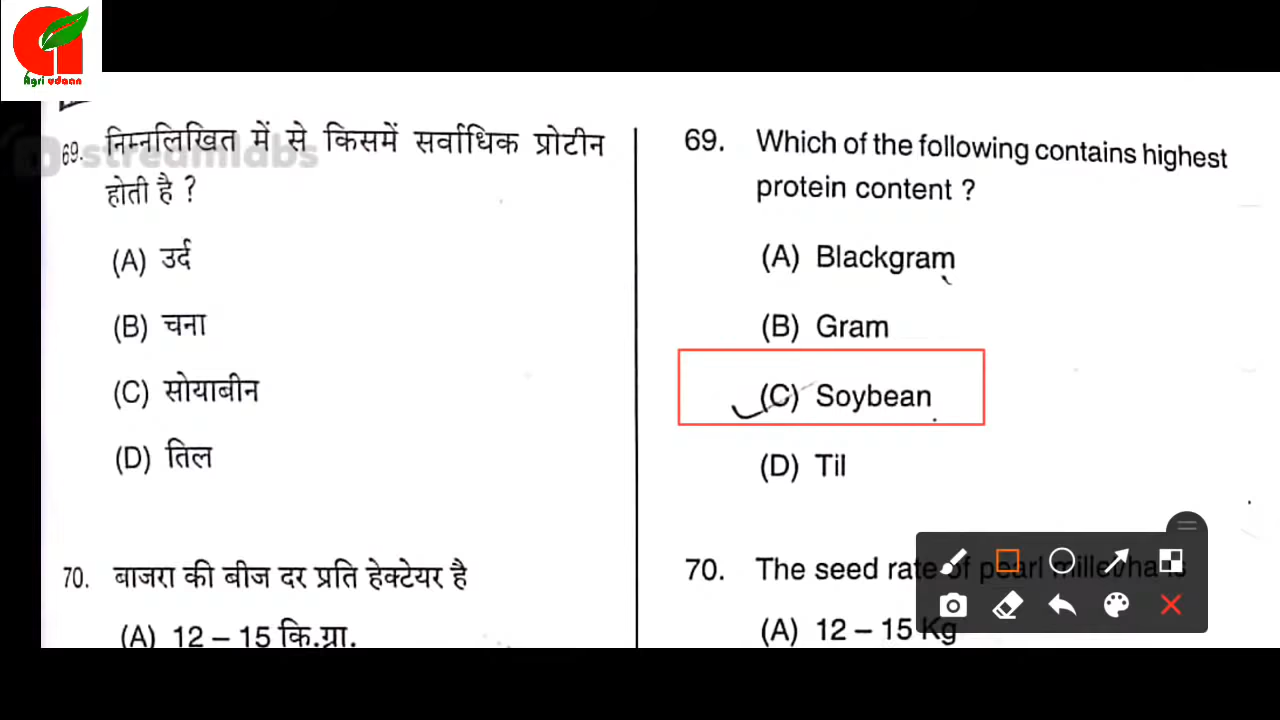 Agri udaan
streamlabs
69. निम्नलिखित में से किसमें सर्वाधिक प्रोटीन
होती है ?
(A) उर्द
(B) चना
(C) सोयाबीन
(D) तिल
70. बाजरा की बीज दर प्रति हेक्टेयर है
(A) 12 – 15 कि.ग्रा.
69. Which of the following contains highest
protein content ?
(A) Blackgram
(B) Gram
(C) Soybean
(D) Til
70. The seed rate of pearl millet/ha is
(A) 12 – 15 Kg